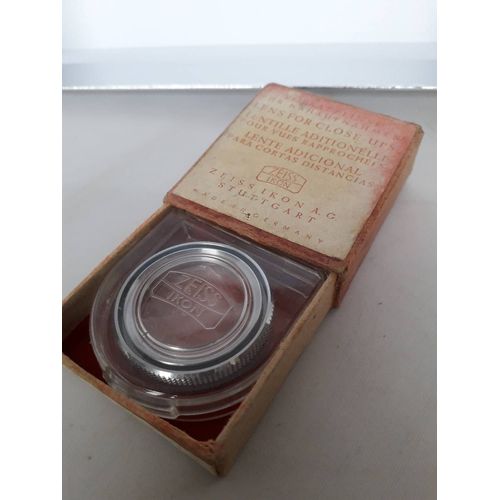 LENS FOR CLOSE UPS
LENTILLE ADITIONÉLLE
POUR VUES RAPPROCHÉES
LENTE ADICIONAL
PARA CORTAS DISTANCIAS
ZEISS
IKON
ZEISS IKON A.G.
STUTTGART
MADE IN GERMANY
ZEISS
IKON